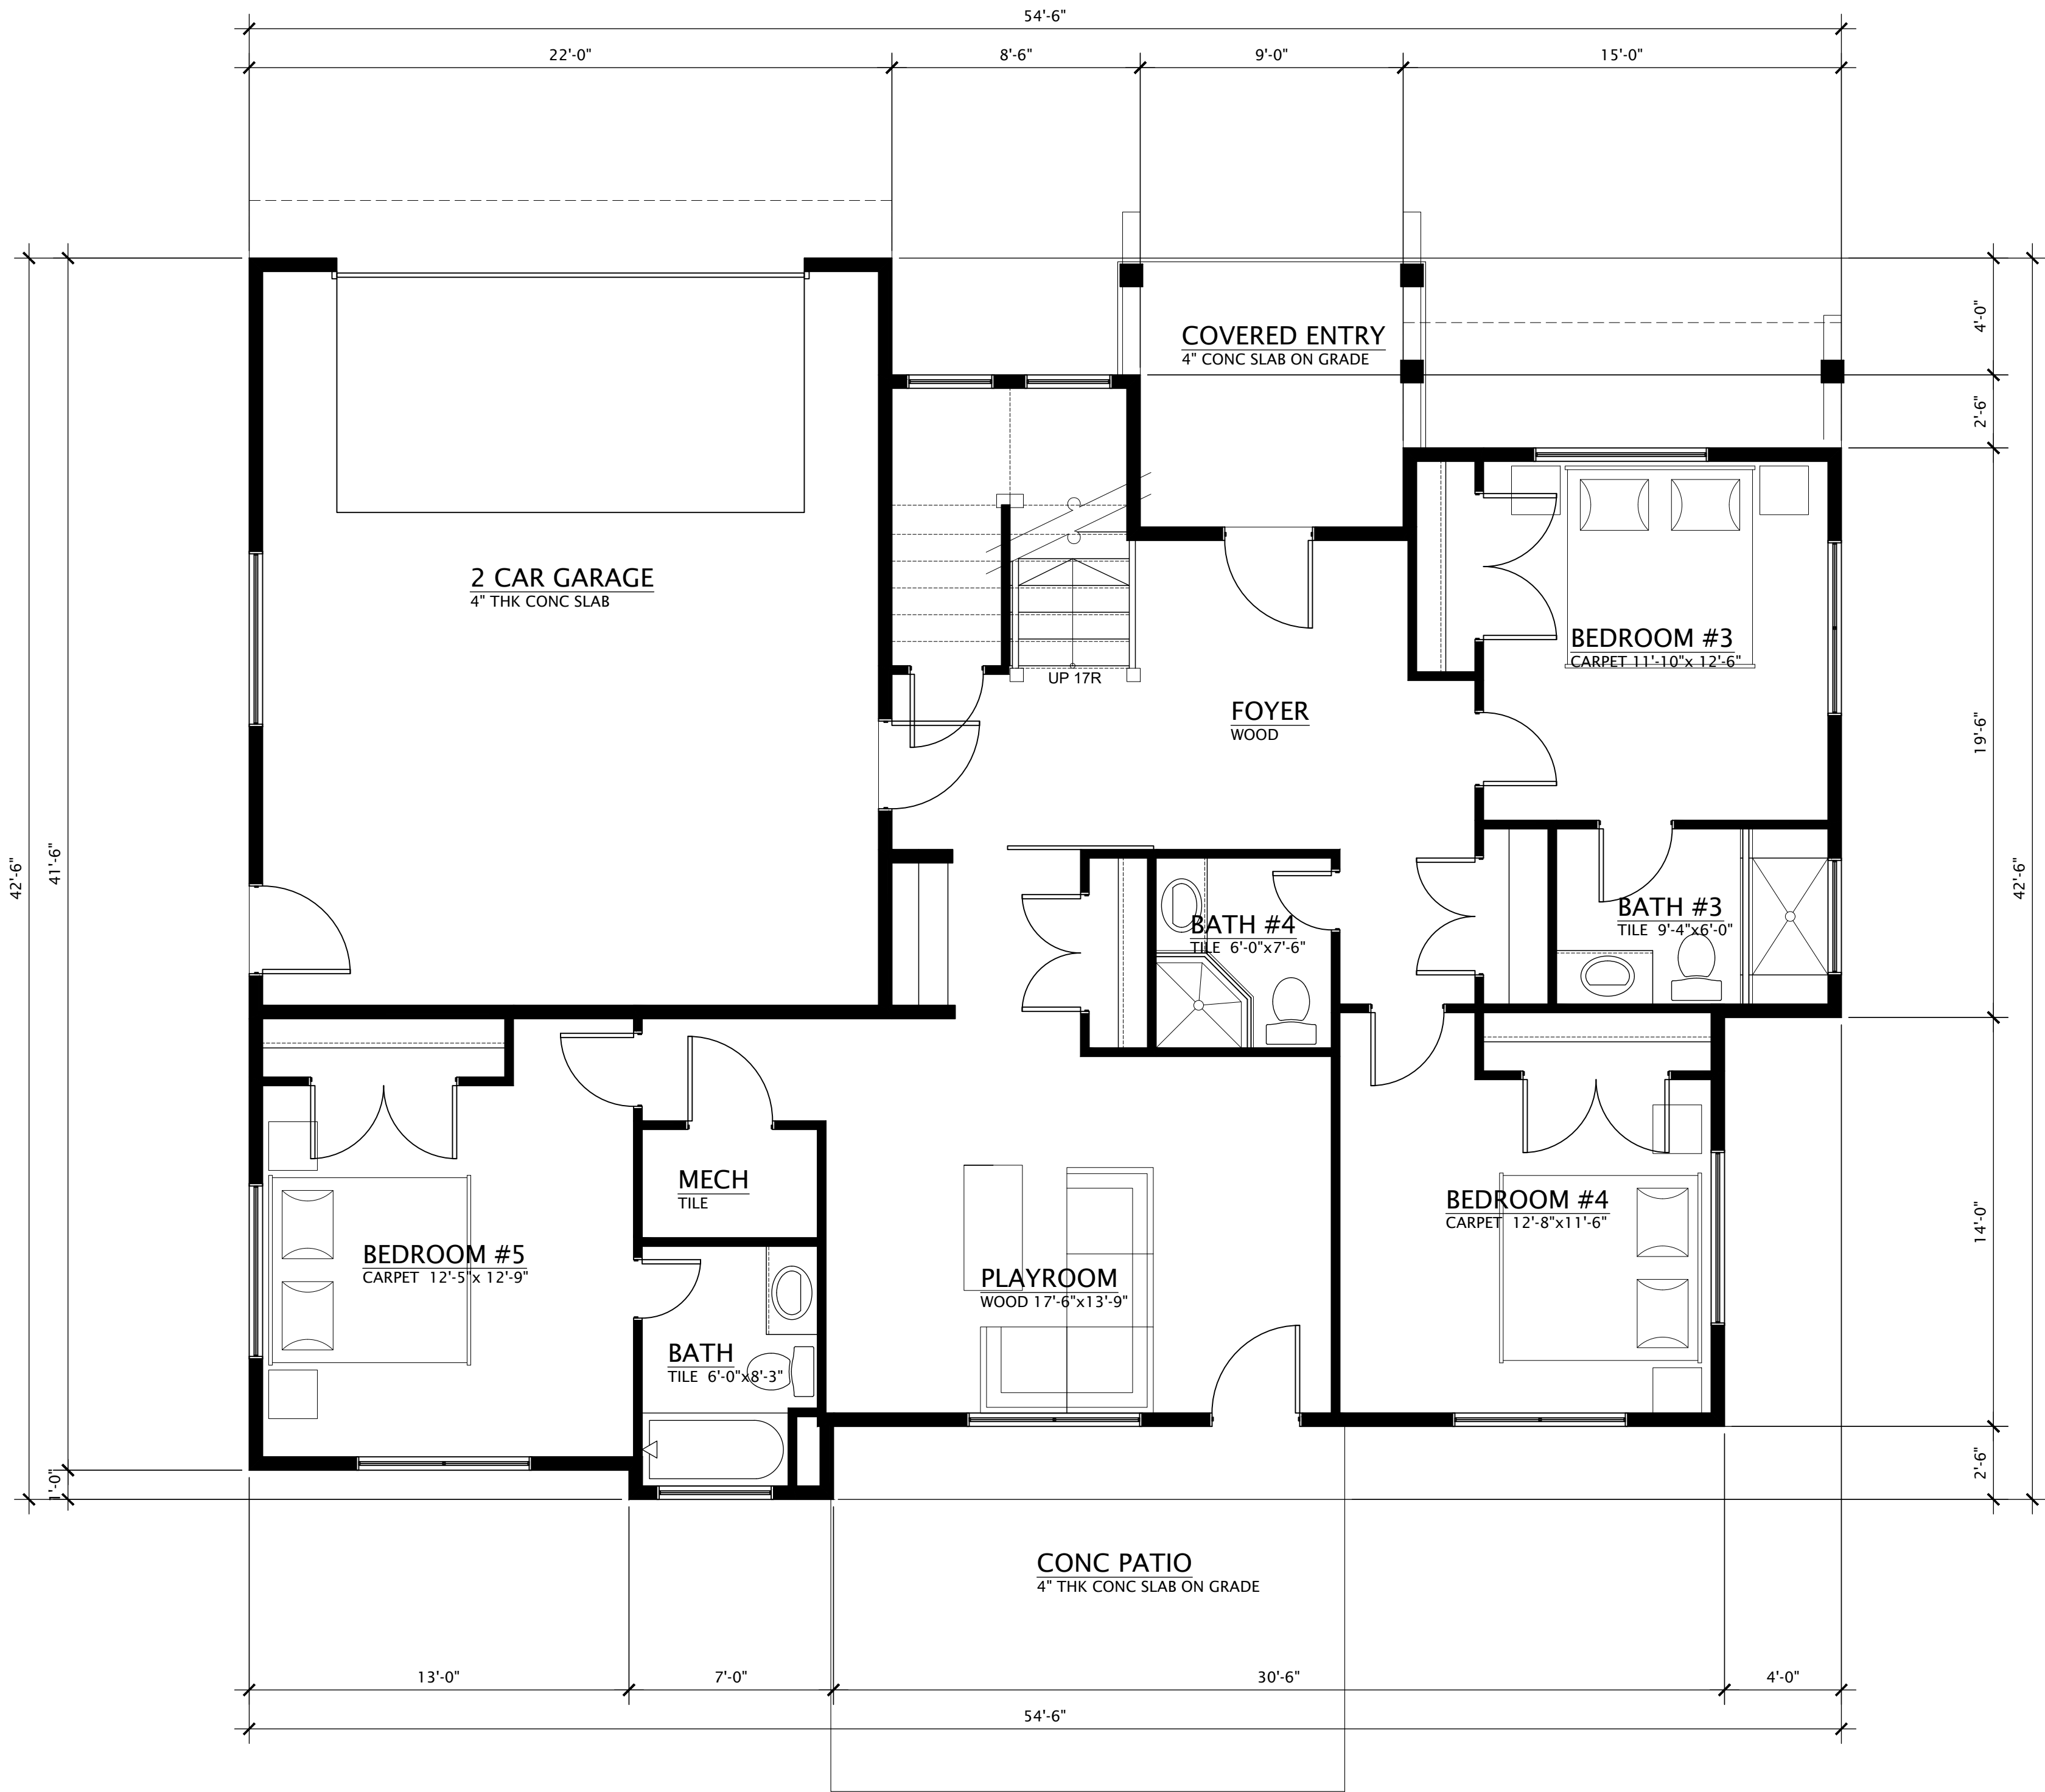 54'-6"
22'-0"
8'-6"
9'-0"
15'-0"
COVERED ENTRY
4" CONC SLAB ON GRADE
4'-0"
2'-6"
2 CAR GARAGE
4" THK CONC SLAB
BEDROOM #3
CARPET 11'-10"x 12'-6"
UP 17R
FOYER
WOOD
19'-6"
42'-6"
41'-6"
42'-6"
BATH #4
TILE 6'-0"x7'-6"
BATH #3
TILE 9'-4"x6'-0"
MECH
TILE
BEDROOM #4
CARPET 12'-8"x11'-6"
14'-0"
BEDROOM #5
CARPET 12'-5"x 12'-9"
PLAYROOM
WOOD 17'-6"x13'-9"
BATH
TILE 6'-0"x8'-3"
1'-0"
2'-6"
CONC PATIO
4" THK CONC SLAB ON GRADE
13'-0"
7'-0"
30'-6"
4'-0"
54'-6"